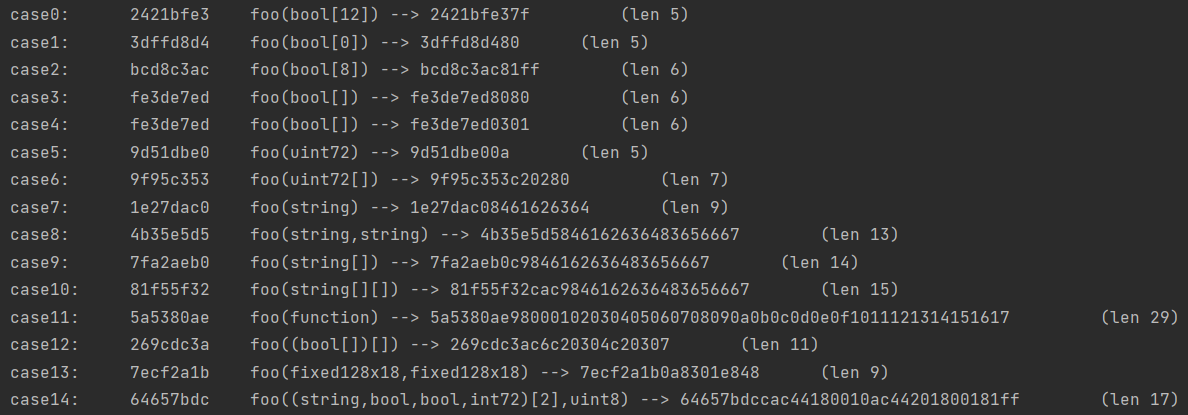 case0: 2421bfe3 foo(bool[12]) --> 2421bfe37f (len 5)
case1: 3dffd8d4 foo(bool[0]) --> 3dffd8d480 (len 5)
case2: bcd8c3ac foo(bool[8]) --> bcd8c3ac81ff (len 6)
case3: fe3de7ed foo(bool[]) --> fe3de7ed8080 (len 6)
case4: fe3de7ed foo(bool[]) --> fe3de7ed0301 (len 6)
case5: 9d51dbe0 foo(uint72) --> 9d51dbe00a (len 5)
case6: 9f95c353 foo(uint72[]) --> 9f95c353c20280 (len 7)
case7: 1e27dac0 foo(string) --> 1e27dac08461626364 (len 9)
case8: 4b35e5d5 foo(string,string) --> 4b35e5d5846162636483656667 (len 13)
case9: 7fa2aeb0 foo(string[]) --> 7fa2aeb0c9846162636483656667 (len 14)
case10: 81f55f32 foo(string[][]) --> 81f55f32cac9846162636483656667 (len 15)
case11: 5a5380ae foo(function) --> 5a5380ae98000102030405060708090a0b0c0d0e0f1011121314151617 (len 29)
case12: 269cdc3a foo((bool[])[]) --> 269cdc3ac6c20304c20307 (len 11)
case13: 7ecf2a1b foo(fixed128x18,fixed128x18) --> 7ecf2a1b0a8301e848 (len 9)
case14: 64657bdc foo((string,bool,bool,int72)[2],uint8) --> 64657bdccac44180010ac44201800181ff (len 17)